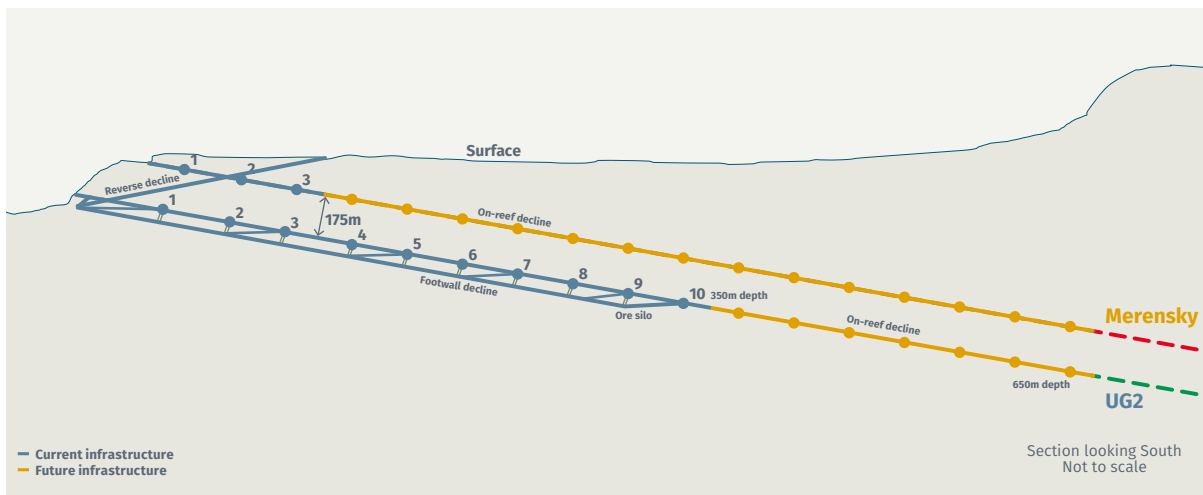 Surface
1
2
3
Reverse decline
1
2
3
4
5
6
7
8
9
10
175m
On-reef decline
Footwall decline
350m depth
Ore silo
On-reef decline
Merensky
650m depth
UG2
Current infrastructure
Future infrastructure
Section looking South
Not to scale